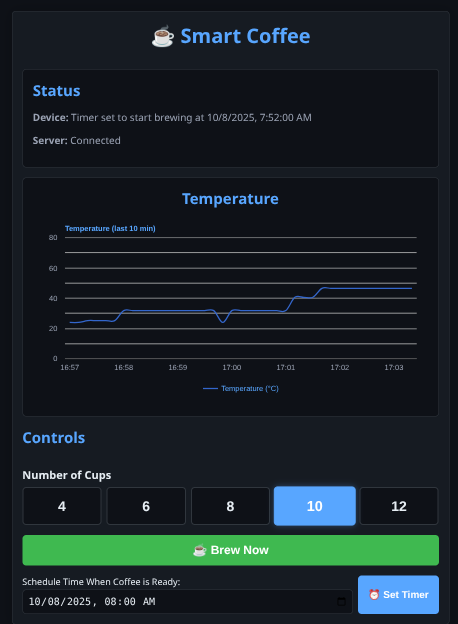 ☕ Smart Coffee
Status
Device: Timer set to start brewing at 10/8/2025, 7:52:00 AM
Server: Connected
Temperature
Temperature (last 10 min)
80
60
40
20
0
16:57 16:58 16:59 17:00 17:01 17:02 17:03
Temperature (°C)
Controls
Number of Cups
4 6 8 10 12
☕ Brew Now
Schedule Time When Coffee is Ready:
10/08/2025, 08:00 AM
⏰ Set Timer